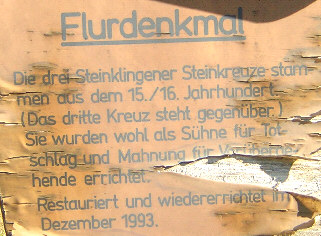 Flurdenkmal
Die drei Steinklingener Steinkreuze stam-
men aus dem 15./16. Jahrhundert.
(Das dritte Kreuz steht gegenüber.)
Sie wurden wohl als Sühne für Tot-
schlag und Mahnung für Vorüberge-
hende errichtet.
Restauriert und wiedererrichtet im
Dezember 1993.